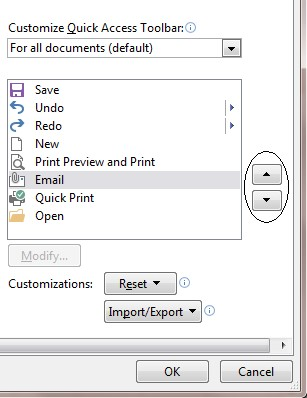 Customize Quick Access Toolbar:
For all documents (default)
Save
Undo
Redo
New
Print Preview and Print
Email
Quick Print
Open
Modify...
Customizations: Reset
Import/Export
OK Cancel